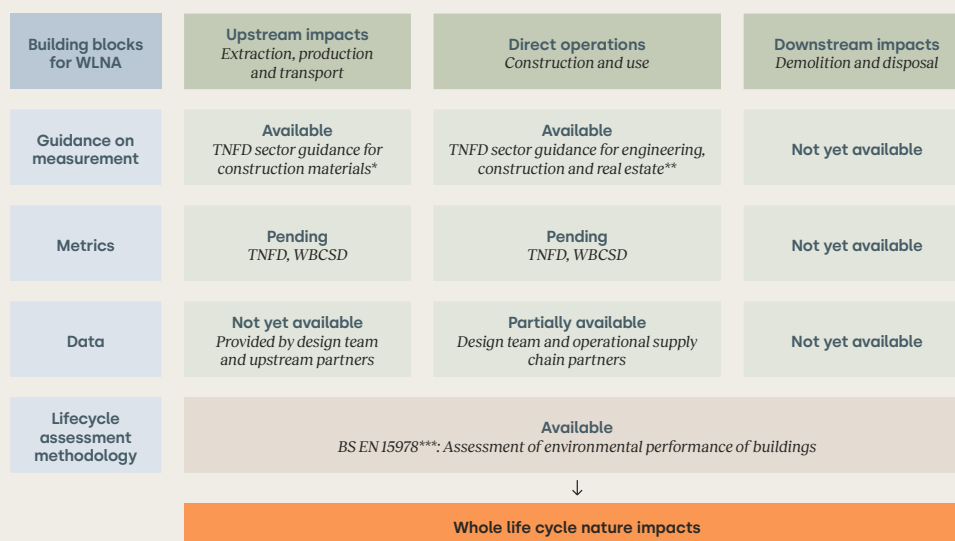 Building blocks
for WLNA
Upstream impacts
Extraction, production
and transport
Direct operations
Construction and use
Downstream impacts
Demolition and disposal
Guidance on
measurement
Available
TNFD sector guidance for
construction materials*
Available
TNFD sector guidance for engineering,
construction and real estate**
Not yet available
Metrics
Pending
TNFD, WBCSD
Pending
TNFD, WBCSD
Not yet available
Data
Not yet available
Provided by design team
and upstream partners
Partially available
Design team and operational supply
chain partners
Not yet available
Lifecycle
assessment
methodology
Available
BS EN 15978***: Assessment of environmental performance of buildings
↓
Whole life cycle nature impacts